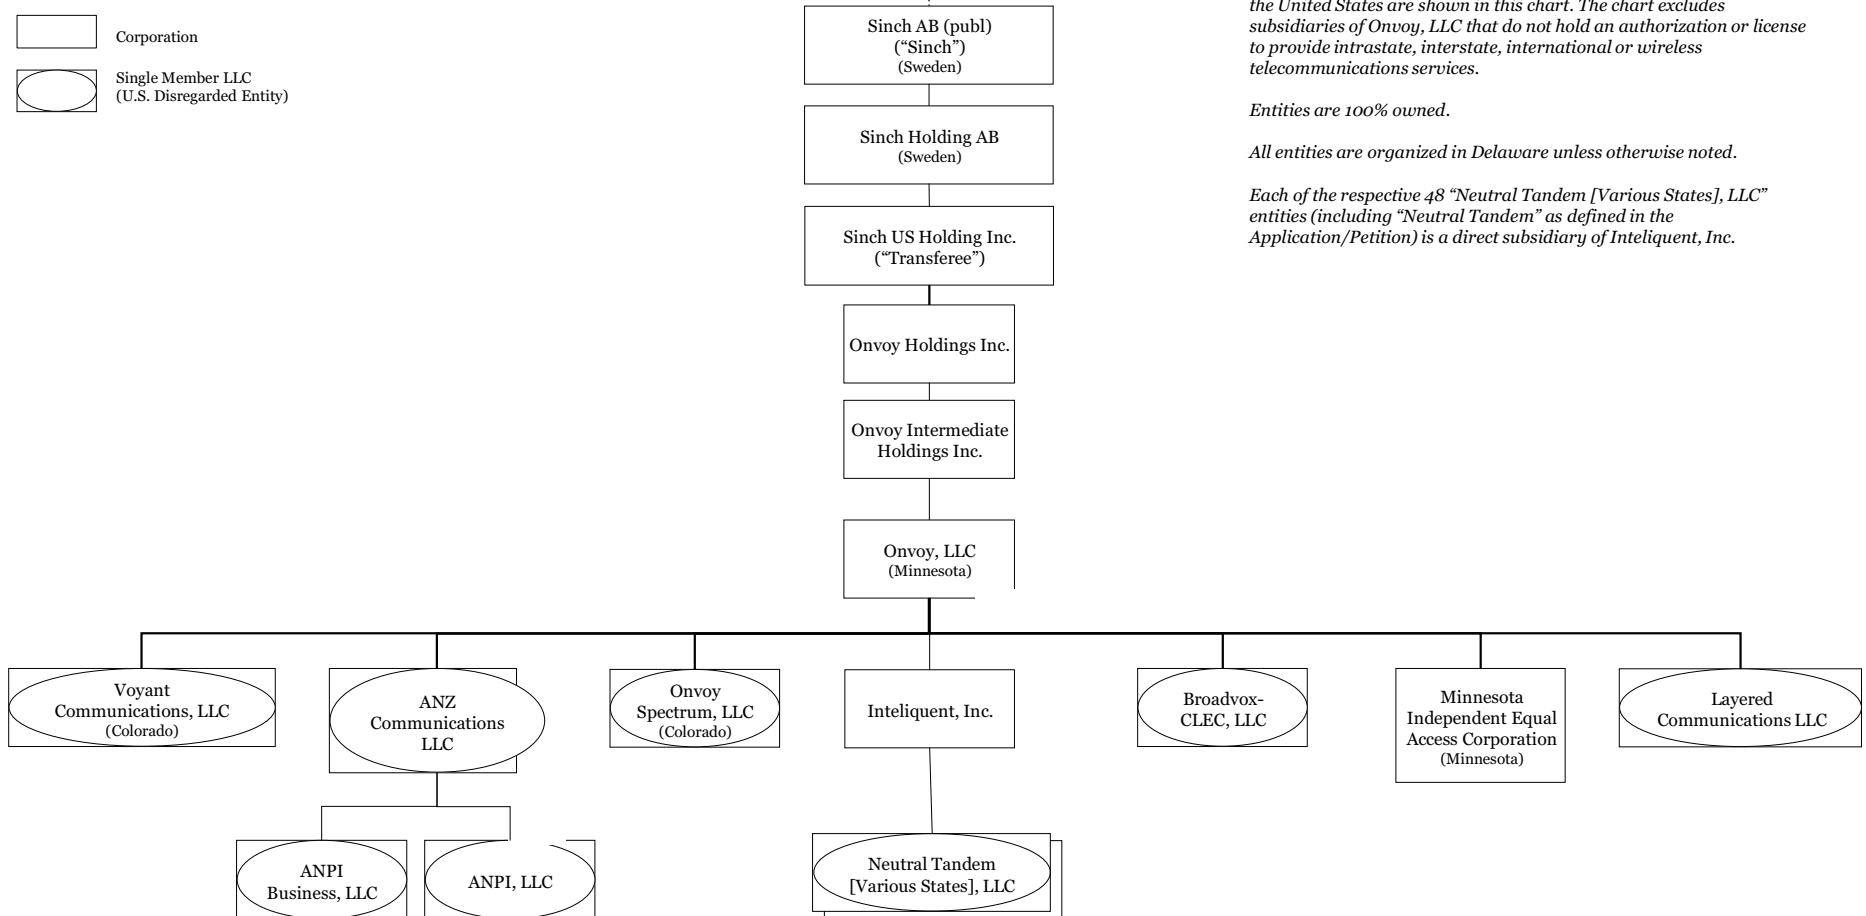 the United States are shown in this chart. The chart excludes
subsidiaries of Onvoy, LLC that do not hold an authorization or license
to provide intrastate, interstate, international or wireless
telecommunications services.
Entities are 100% owned.
All entities are organized in Delaware unless otherwise noted.
Each of the respective 48 “Neutral Tandem [Various States], LLC”
entities (including “Neutral Tandem” as defined in the
Application/Petition) is a direct subsidiary of Inteliquent, Inc.
Corporation
Single Member LLC
(U.S. Disregarded Entity)
Sinch AB (publ)
(“Sinch”)
(Sweden)
Sinch Holding AB
(Sweden)
Sinch US Holding Inc.
(“Transferee”)
Onvoy Holdings Inc.
Onvoy Intermediate
Holdings Inc.
Onvoy, LLC
(Minnesota)
Voyant
Communications, LLC
(Colorado)
ANZ
Communications
LLC
Onvoy
Spectrum, LLC
(Colorado)
Inteliquent, Inc.
Broadvox-
CLEC, LLC
Minnesota
Independent Equal
Access Corporation
(Minnesota)
Layered
Communications LLC
ANPI
Business, LLC
ANPI, LLC
Neutral Tandem
[Various States], LLC